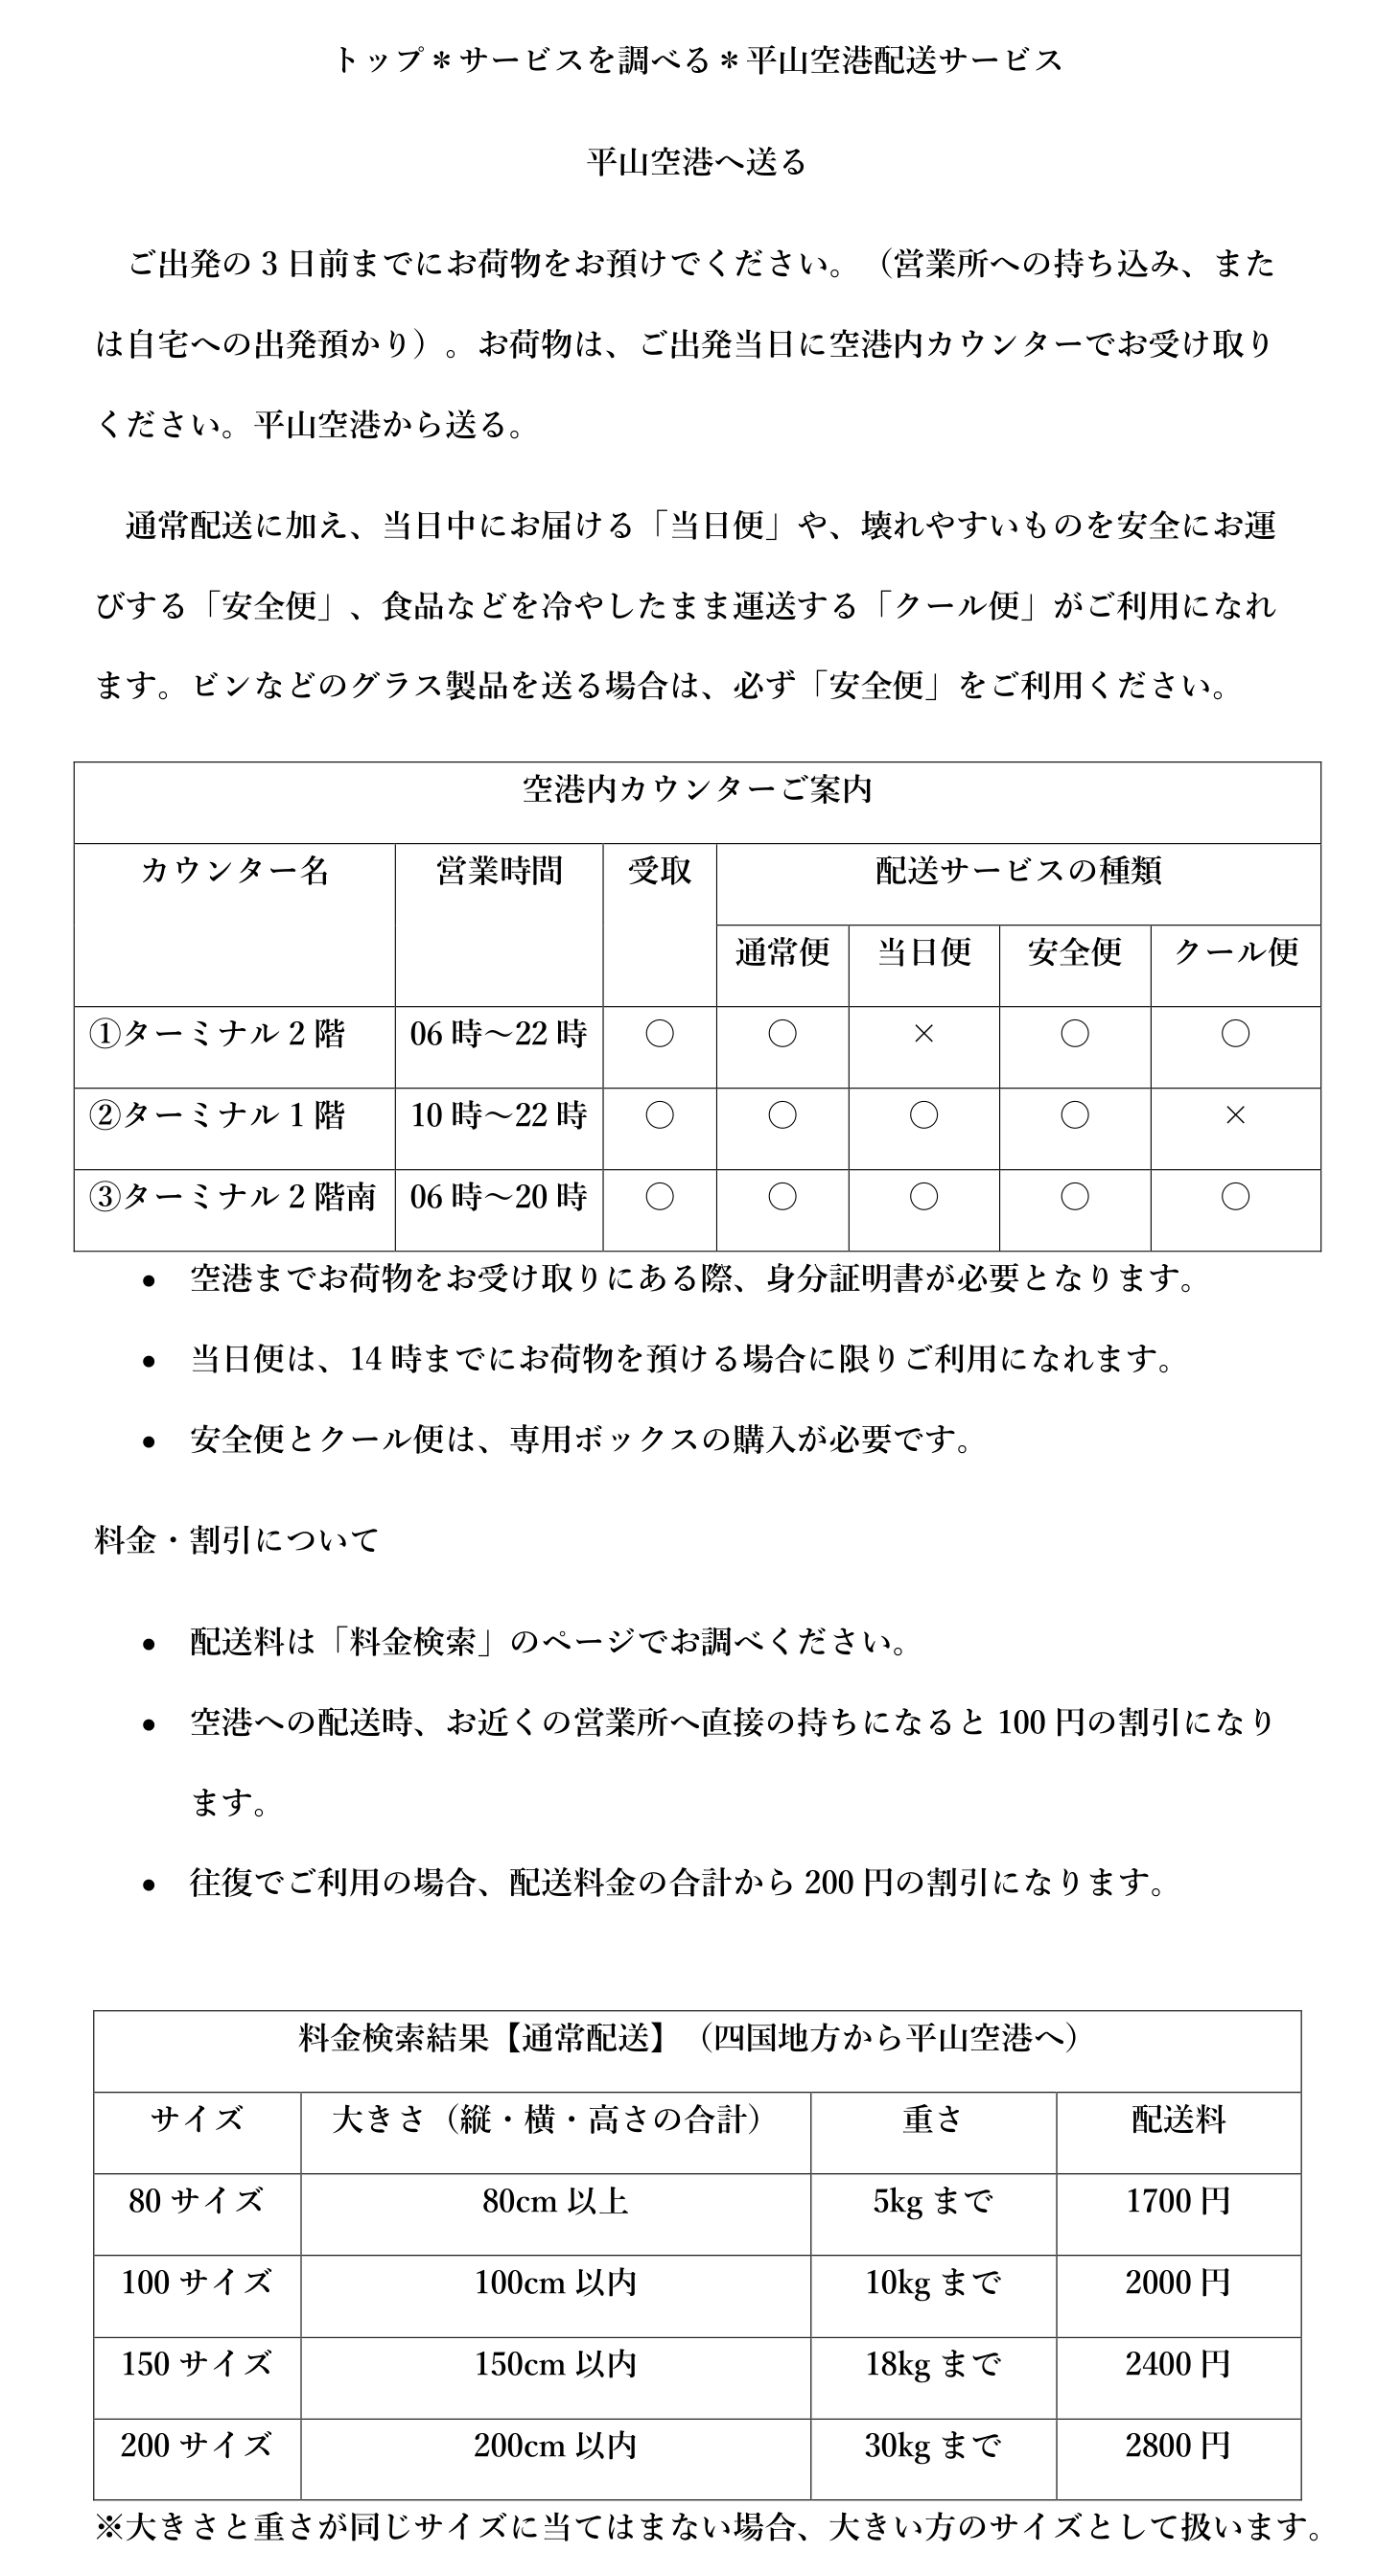 トップ＊サービスを調べる＊平山空港配送サービス
平山空港へ送る
ご出発の 3 日前までにお荷物をお預けでください。（営業所への持ち込み、また
は自宅への出発預かり）。お荷物は、ご出発当日に空港内カウンターでお受け取り
ください。平山空港から送る。
通常配送に加え、当日中にお届ける「当日便」や、壊れやすいものを安全にお運
びする「安全便」、食品などを冷やしたまま運送する「クール便」がご利用になれ
ます。ビンなどのグラス製品を送る場合は、必ず「安全便」をご利用ください。
空港内カウンターご案内
カウンター名 営業時間 受取 配送サービスの種類
通常便 当日便 安全便 クール便
①ターミナル 2 階 06 時～22 時 〇 〇 × 〇 〇
②ターミナル 1 階 10 時～22 時 〇 〇 〇 〇 ×
③ターミナル 2 階南 06 時～20 時 〇 〇 〇 〇 〇
• 空港までお荷物をお受け取りにある際、身分証明書が必要となります。
• 当日便は、14 時までにお荷物を預ける場合に限りご利用になれます。
• 安全便とクール便は、専用ボックスの購入が必要です。
料金・割引について
• 配送料は「料金検索」のページでお調べください。
• 空港への配送時、お近くの営業所へ直接の持ちになると 100 円の割引になり
ます。
• 往復でご利用の場合、配送料金の合計から 200 円の割引になります。
料金検索結果【通常配送】（四国地方から平山空港へ）
サイズ 大きさ（縦・横・高さの合計） 重さ 配送料
80 サイズ 80cm 以上 5kg まで 1700 円
100 サイズ 100cm 以内 10kg まで 2000 円
150 サイズ 150cm 以内 18kg まで 2400 円
200 サイズ 200cm 以内 30kg まで 2800 円
※大きさと重さが同じサイズに当てはまない場合、大きい方のサイズとして扱います。